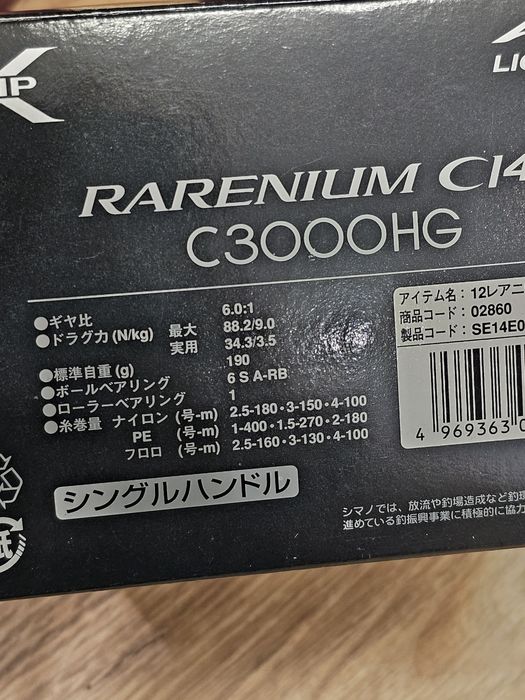 IP
LIG
RARENIUM CI4
C3000HG
●ギヤ比 6.0:1
●ドラグ力(N/kg) 最大 88.2/9.0
実用 34.3/3.5
●標準自重(g) 190
●ボールベアリング 6 S A-RB
●ローラーベアリング 1
●糸巻量 ナイロン (号-m) 2.5-180・3-150・4-100
PE (号-m) 1-400・1.5-270・2-180
フロロ (号-m) 2.5-160・3-130・4-100
シングルハンドル
アイテム名:12レアニ
商品コード:02860
製品コード:SE14E0
4 969363 0
シマノでは、放流や釣場造成など釣環
進めている釣振興事業に積極的に協力
紙